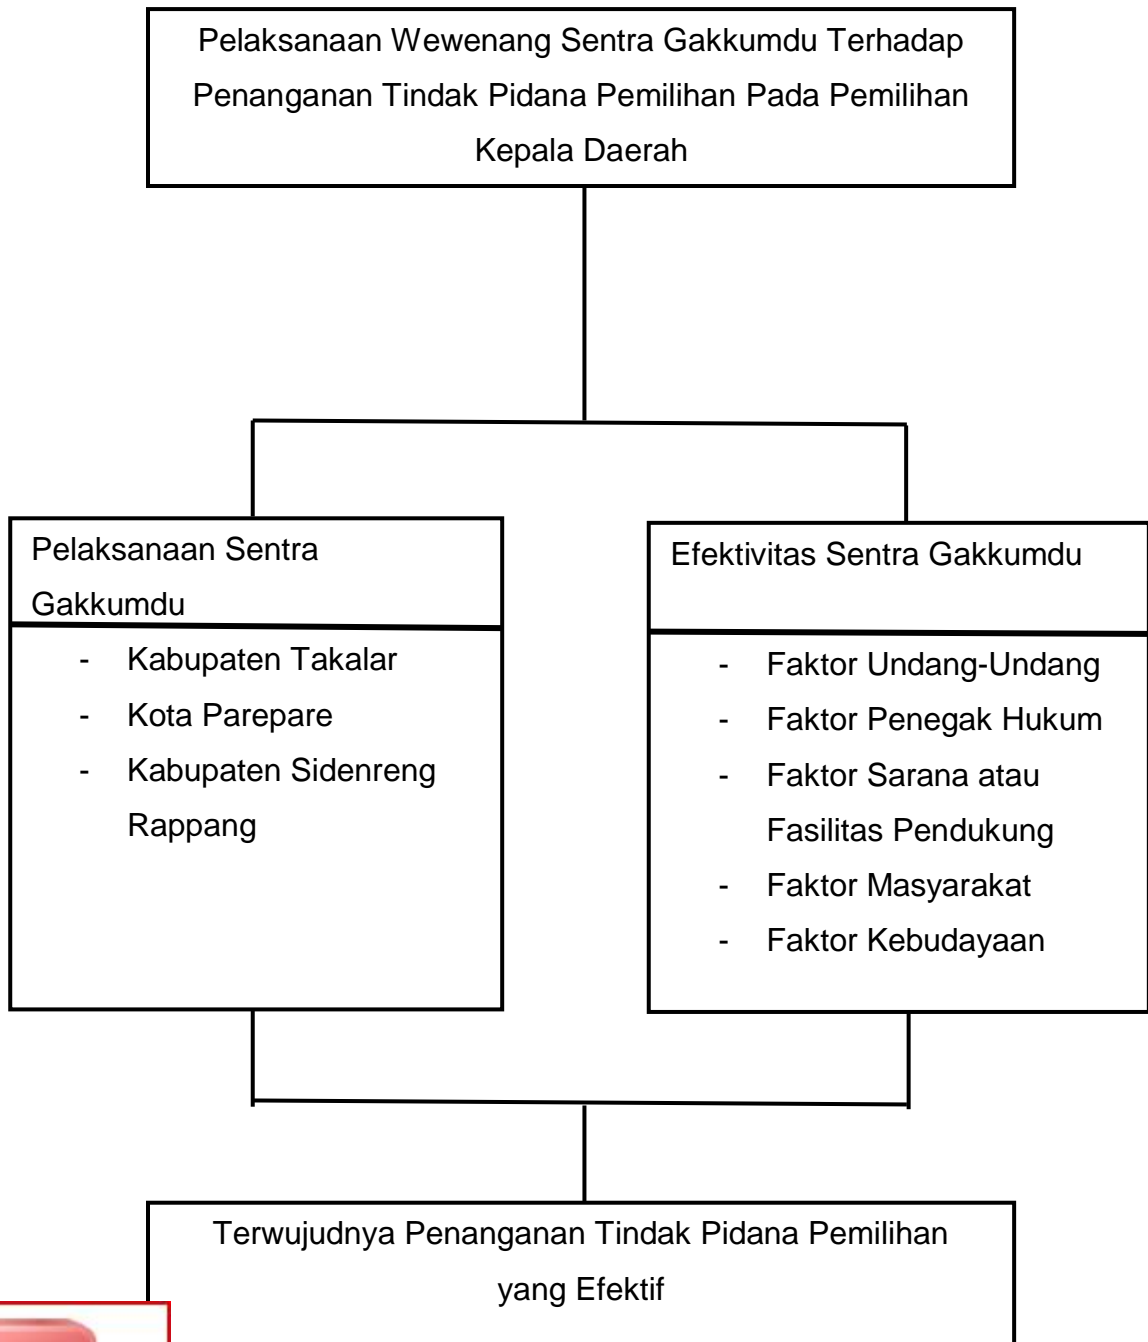 Pelaksanaan Wewenang Sentra Gakkumdu Terhadap
Penanganan Tindak Pidana Pemilihan Pada Pemilihan
Kepala Daerah
Pelaksanaan Sentra
Gakkumdu
- Kabupaten Takalar
- Kota Parepare
- Kabupaten Sidenreng
Rappang
Efektivitas Sentra Gakkumdu
- Faktor Undang-Undang
- Faktor Penegak Hukum
- Faktor Sarana atau
Fasilitas Pendukung
- Faktor Masyarakat
- Faktor Kebudayaan
Terwujudnya Penanganan Tindak Pidana Pemilihan
yang Efektif